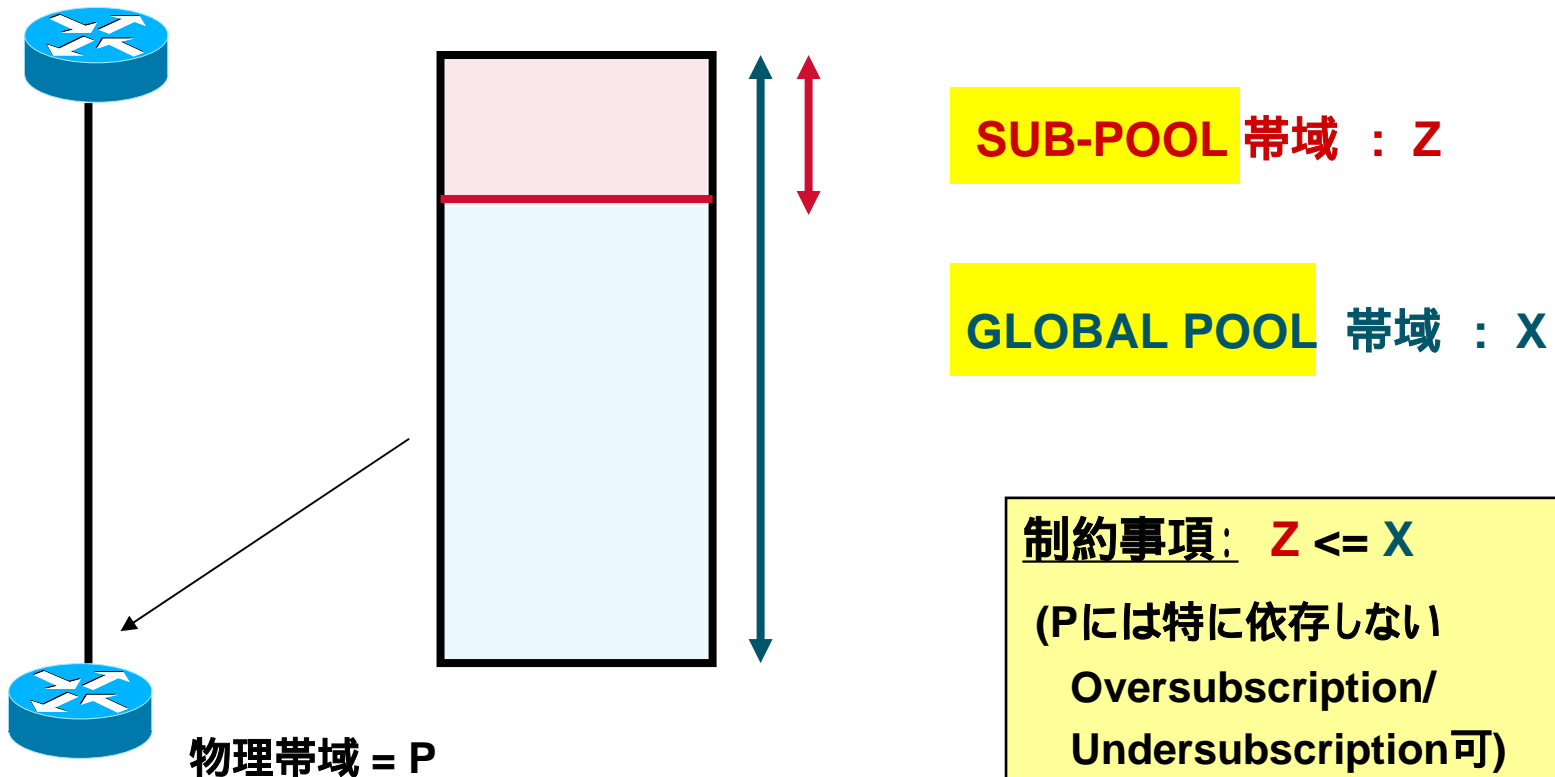 SUB-POOL 帯域 : Z
GLOBAL POOL 帯域 : X
制約事項: Z <= X
(Pには特に依存しない
Oversubscription/
Undersubscription可)
物理帯域 = P